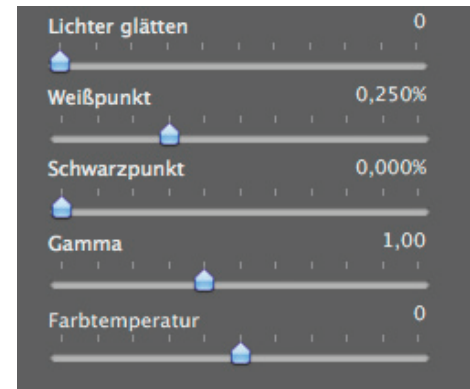 Lichter glätten 0
Weißpunkt 0,250%
Schwarzpunkt 0,000%
Gamma 1,00
Farbtemperatur 0